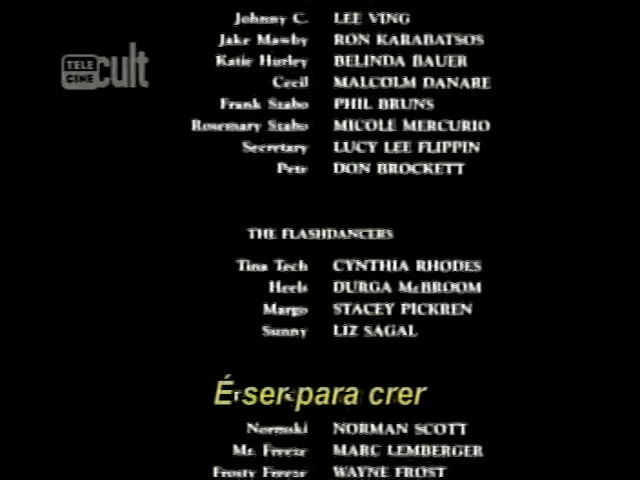 Johnny C. LEE VING
Jake Mawby RON KARABATSOS
Katie Hurley BELINDA BAUER
TELE CINE cult
Cecil MALCOLM DANARE
Frank Szabo PHIL BRUNS
Rosemary Szabo MICOLE MERCURIO
Secretary LUCY LEE FLIPPIN
Pete DON BROCKETT
THE FLASHDANCERS
Tina Tech CYNTHIA RHODES
Heels DURGA McBROOM
Margo STACEY PICKREN
Sunny LIZ SAGAL
É ser para crer
Normski NORMAN SCOTT
Mr. Freeze MARC LEMBERGER
Frosty Freeze WAYNE FROST